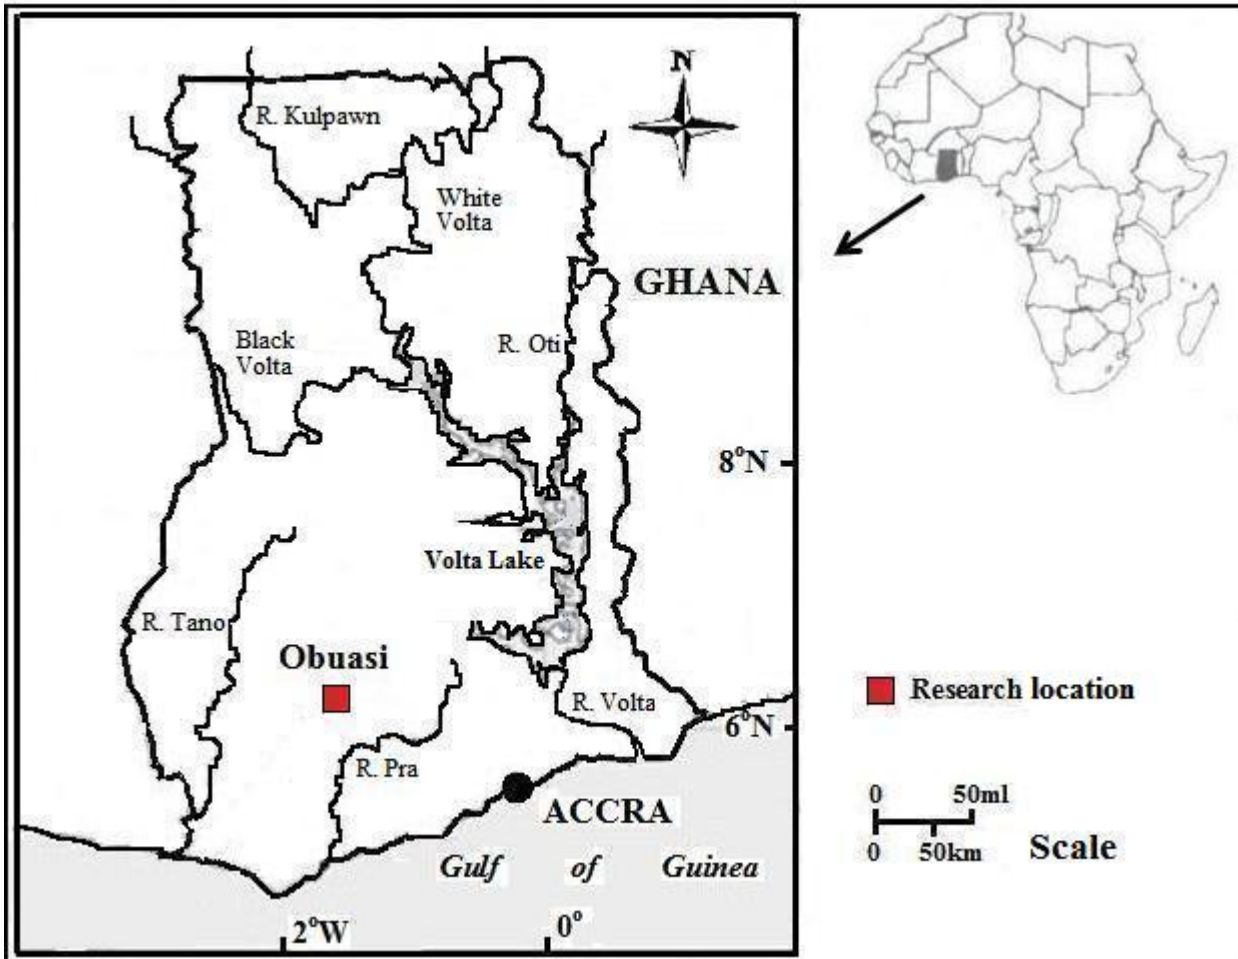 N
R. Kulpawn
White
Volta
GHANA
Black
Volta
R. Oti
8°N
Volta Lake
R. Tano
Obuasi
R. Volta
6°N
R. Pra
ACCRA
Gulf of Guinea
2°W
0°
Research location
0 50ml
0 50km
Scale